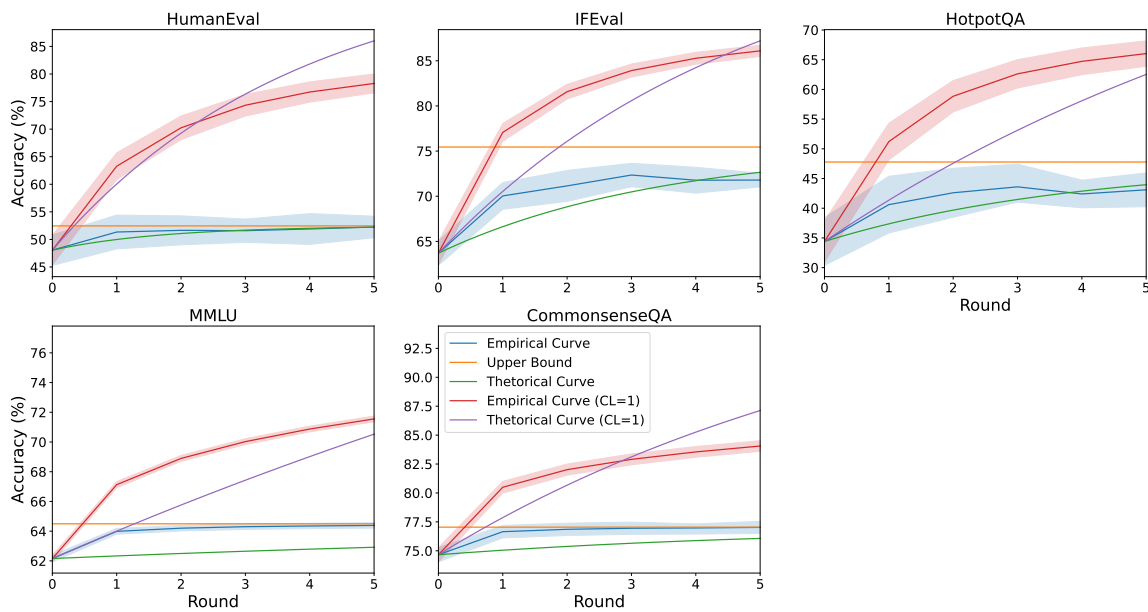 HumanEval
IFEval
HotpotQA
Accuracy (%)
85
80
75
70
65
60
55
50
45
0 1 2 3 4 5
90
85
80
75
70
65
0 1 2 3 4 5
70
65
60
55
50
45
40
35
30
0 1 2 3 4 5
Round
MMLU
CommonsenseQA
Accuracy (%)
76
74
72
70
68
66
64
62
0 1 2 3 4 5
Round
92.5
90.0
87.5
85.0
82.5
80.0
77.5
75.0
0 1 2 3 4 5
Round
Empirical Curve
Upper Bound
Thetorical Curve
Empirical Curve (CL=1)
Thetorical Curve (CL=1)